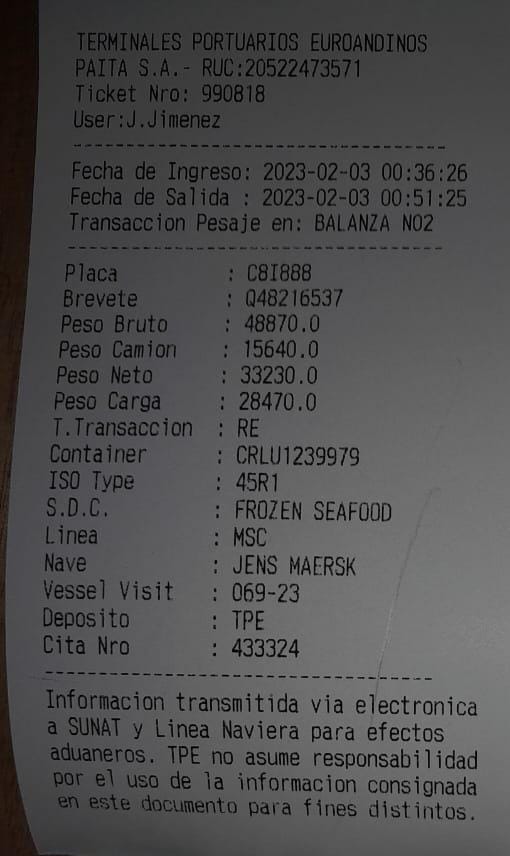 TERMINALES PORTUARIOS EUROANDINOS
PAITA S.A.- RUC:20522473571
Ticket Nro: 990818
User:J.Jimenez
-----------------------------------
Fecha de Ingreso: 2023-02-03 00:36:26
Fecha de Salida : 2023-02-03 00:51:25
Transaccion Pesaje en: BALANZA NO2
-----------------------------------
Placa : C8I888
Brevete : Q48216537
Peso Bruto : 48870.0
Peso Camion : 15640.0
Peso Neto : 33230.0
Peso Carga : 28470.0
T.Transaccion : RE
Container : CRLU1239979
ISO Type : 45R1
S.D.C. : FROZEN SEAFOOD
Linea : MSC
Nave : JENS MAERSK
Vessel Visit : 069-23
Deposito : TPE
Cita Nro : 433324
-----------------------------------
Informacion transmitida via electronica
a SUNAT y Linea Naviera para efectos
aduaneros. TPE no asume responsabilidad
por el uso de la informacion consignada
en este documento para fines distintos.